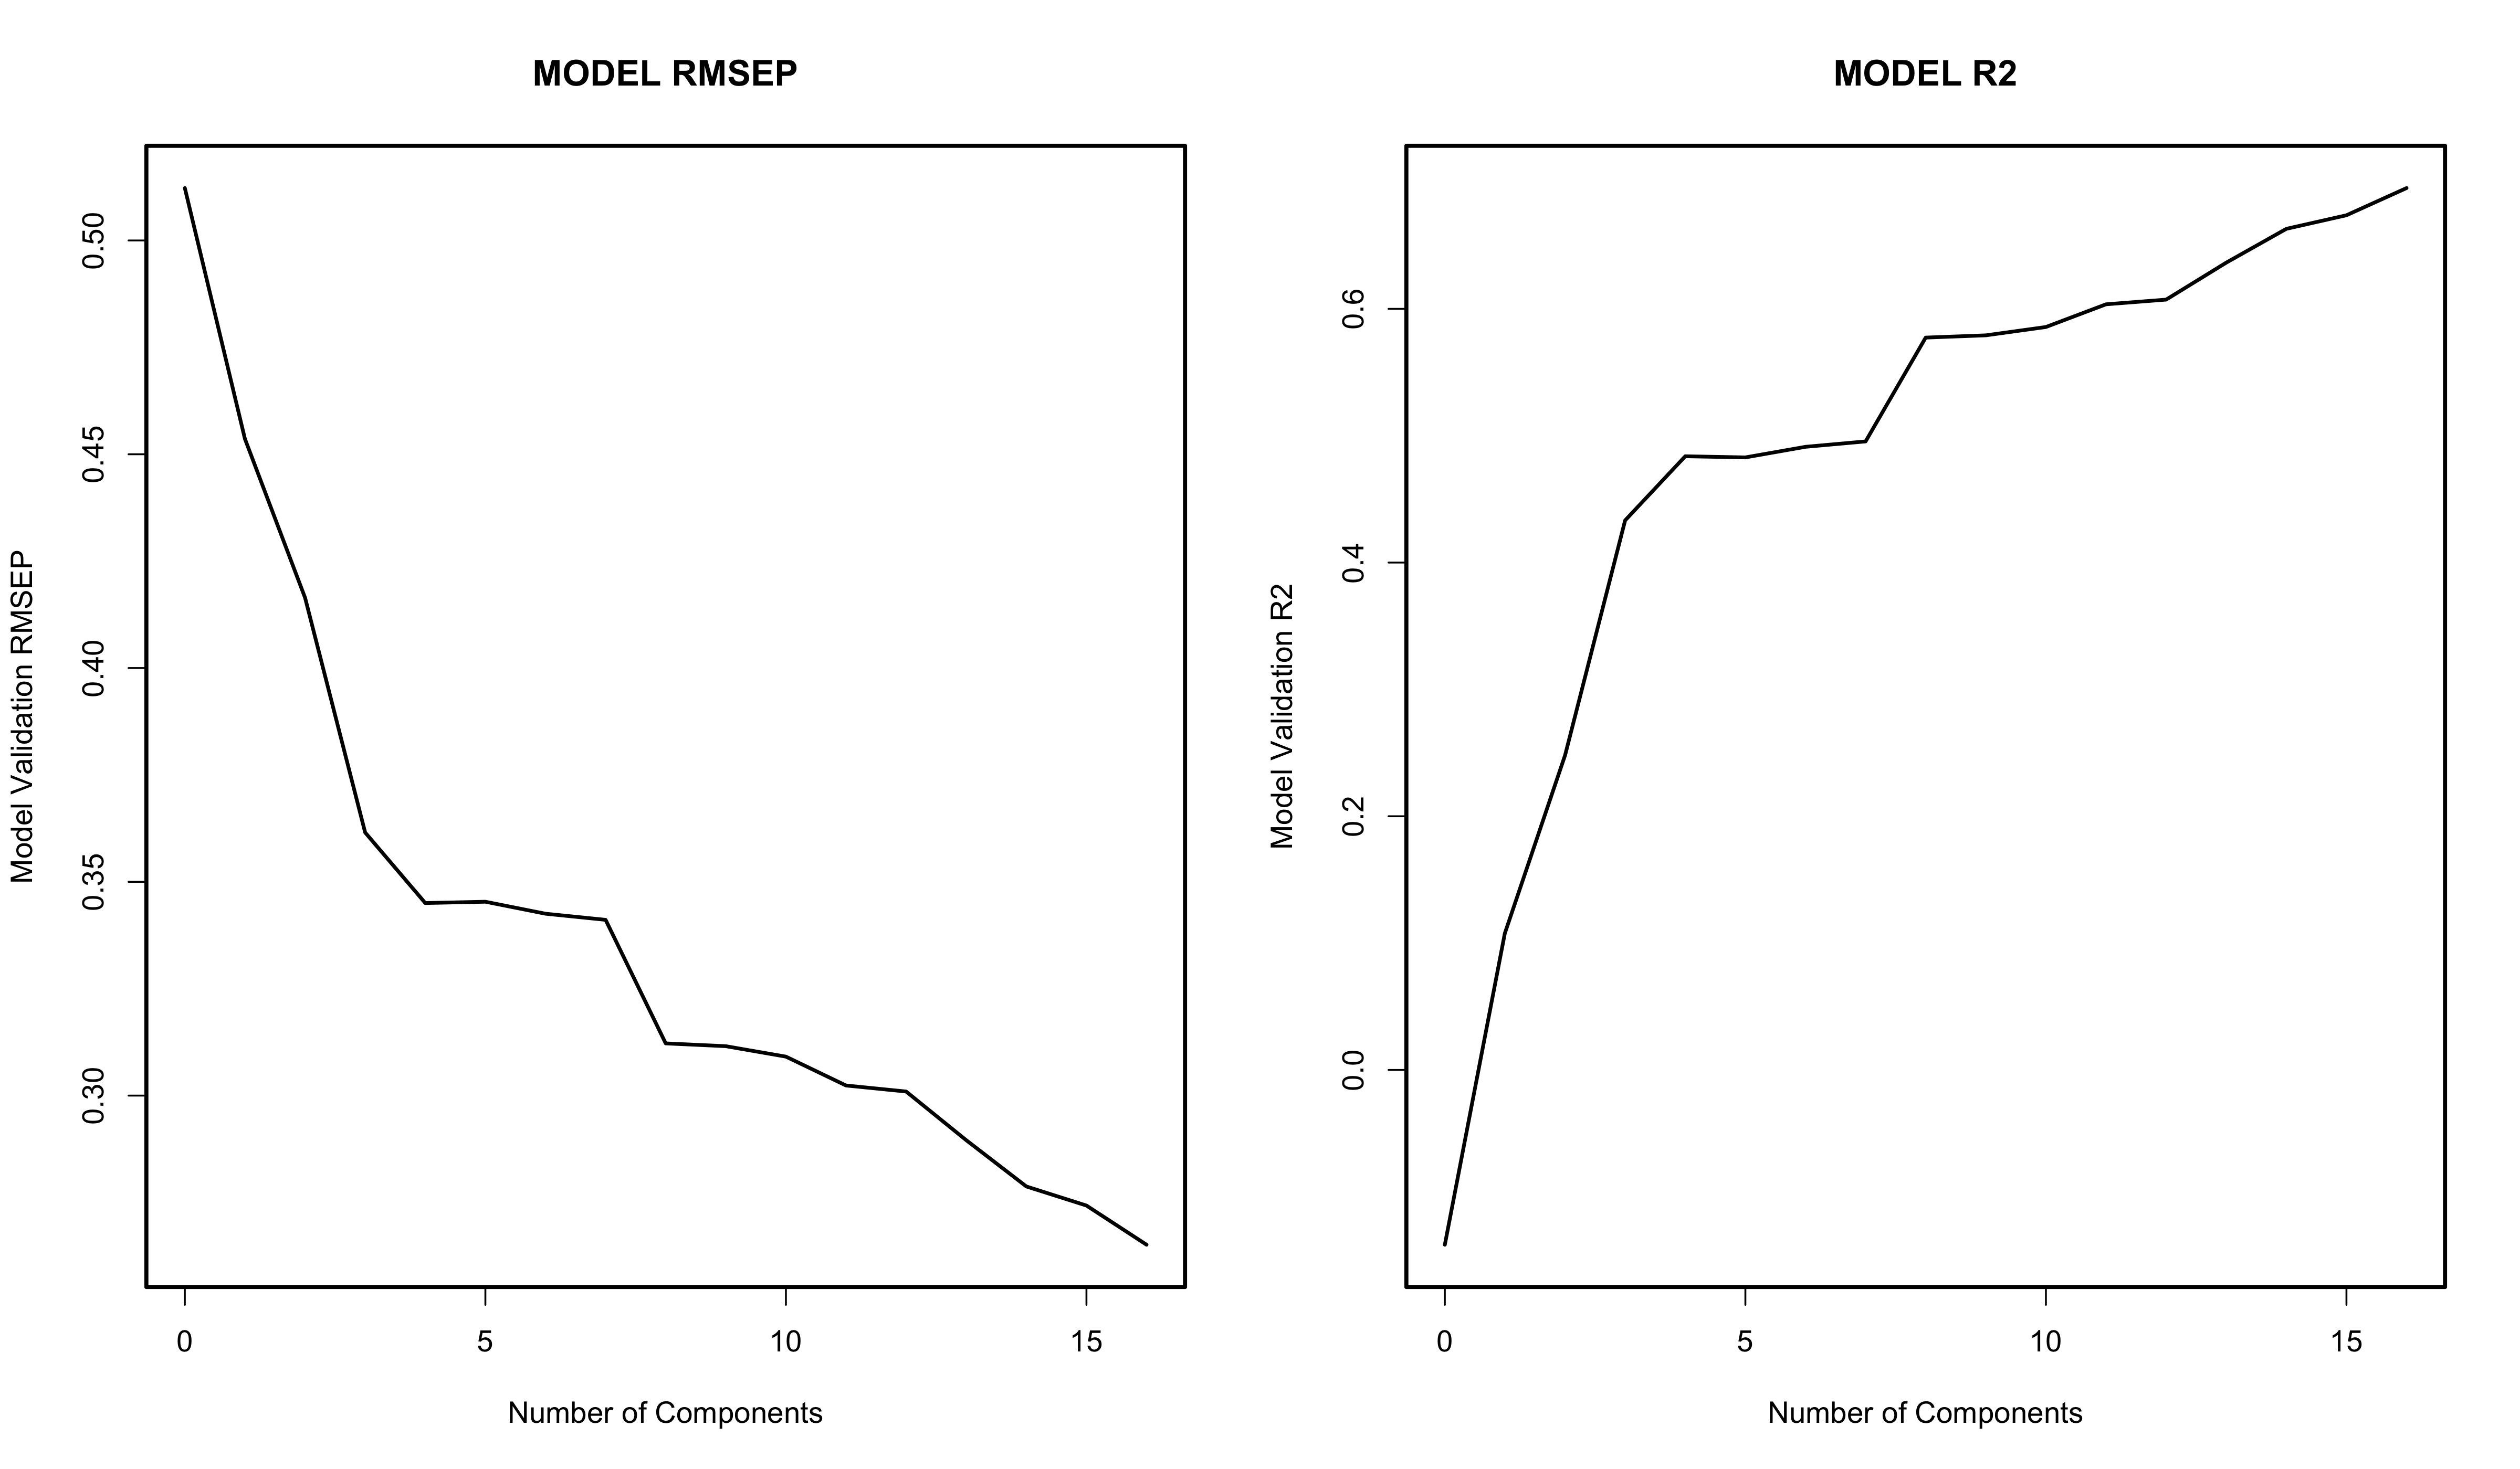 MODEL RMSEP
Model Validation RMSEP
0.50
0.45
0.40
0.35
0.30
0
5
10
15
Number of Components
MODEL R2
Model Validation R2
0.6
0.4
0.2
0.0
0
5
10
15
Number of Components